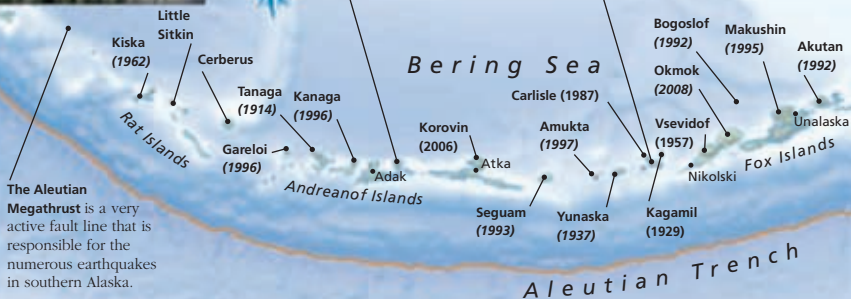 Little
Sitkin
Kiska
(1962)
Cerberus
Tanaga
(1914)
Kanaga
(1996)
Rat Islands
Gareloi
(1996)
Adak
Andreanof Islands
Bering Sea
Korovin
(2006)
Atka
Carlisle (1987)
Amukta
(1997)
Seguam
(1993)
Yunaska
(1937)
Kagamil
(1929)
Bogoslof
(1992)
Makushin
(1995)
Akutan
(1992)
Okmok
(2008)
Vsevidof
(1957)
Unalaska
Nikolski
Fox Islands
The Aleutian
Megathrust is a very
active fault line that is
responsible for the
numerous earthquakes
in southern Alaska.
Aleutian Trench